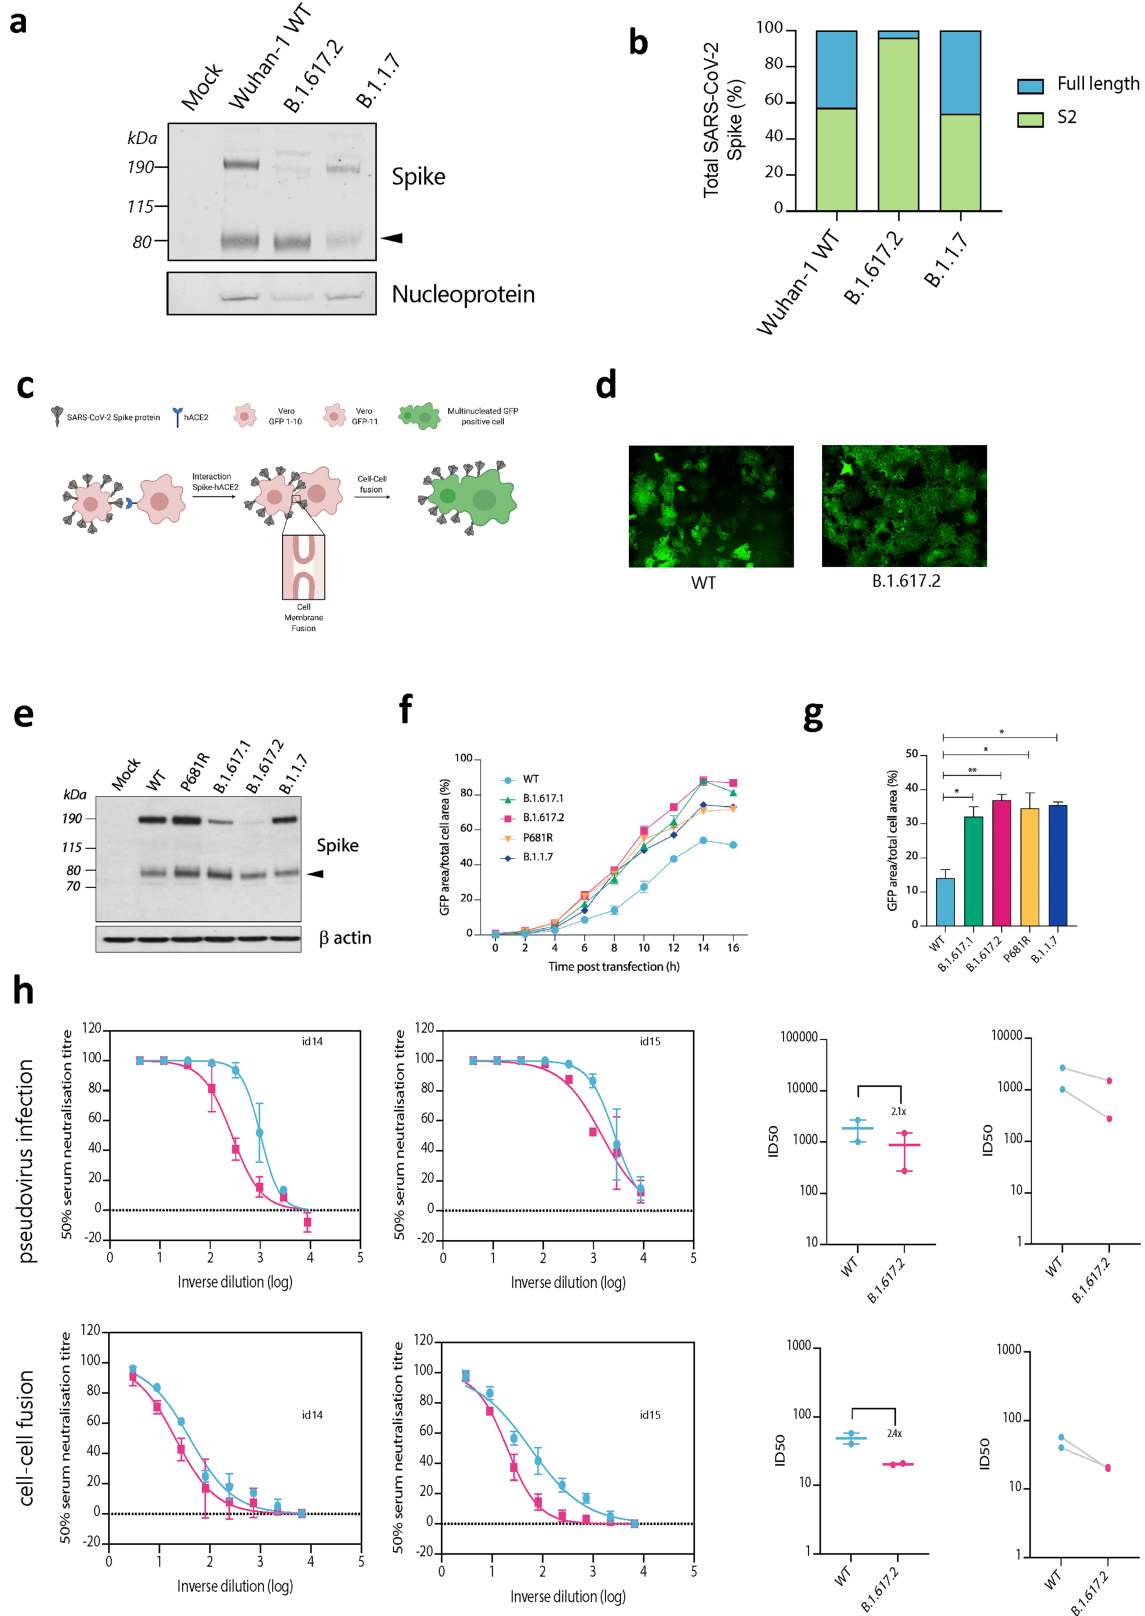 a
Mock
Wuhan-1 WT
B.1.617.2
B.1.1.7
kDa
190
115
80
Spike
Nucleoprotein
b
Total SARS-CoV-2
Spike (%)
100
80
60
40
20
0
Wuhan-1 WT
B.1.617.2
B.1.1.7
Full length
S2
c
SARS-CoV-2 Spike protein
hACE2
Vero
GFP 1-10
Vero
GFP-11
Multinucleated GFP
positive cell
Interaction
Spike-hACE2
Cell-Cell
fusion
Cell
Membrane
Fusion
d
WT
B.1.617.2
e
Mock
WT
P681R
B.1.617.1
B.1.617.2
B.1.1.7
kDa
190
115
80
70
Spike
β actin
f
GFP area/total cell area (%)
100
80
60
40
20
0
WT
B.1.617.1
B.1.617.2
P681R
B.1.1.7
0 2 4 6 8 10 12 14 16
Time post transfection (h)
g
GFP area/total cell area (%)
50
40
30
20
10
0
*
*
**
*
WT
B.1.617.1
B.1.617.2
P681R
B.1.1.7
h
pseudovirus infection
50% serum neutralisation titre
120
100
80
60
40
20
0
-20
id14
0 1 2 3 4 5
Inverse dilution (log)
50% serum neutralisation titre
120
100
80
60
40
20
0
-20
id15
0 1 2 3 4 5
Inverse dilution (log)
ID50
100000
10000
1000
100
10
2.1x
WT
B.1.617.2
ID50
10000
1000
100
10
1
WT
B.1.617.2
cell-cell fusion
50% serum neutralisation titre
120
100
80
60
40
20
0
-20
id14
0 1 2 3 4 5
Inverse dilution (log)
50% serum neutralisation titre
120
100
80
60
40
20
0
-20
id15
0 1 2 3 4 5
Inverse dilution (log)
ID50
1000
100
10
1
2.4x
WT
B.1.617.2
ID50
1000
100
10
1
WT
B.1.617.2